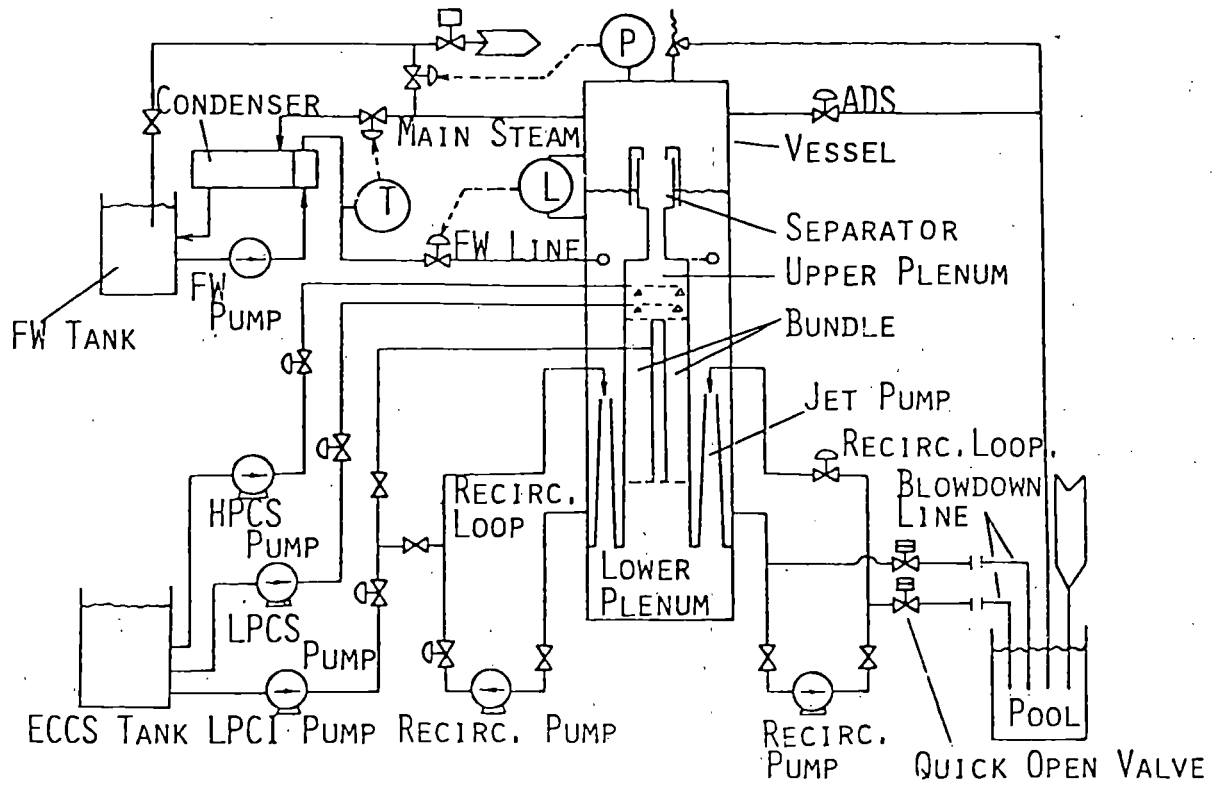 P
CONDENSER
ADS
MAIN STEAM
VESSEL
T
L
SEPARATOR
FW LINE
UPPER PLENUM
FW
PUMP
FW TANK
BUNDLE
JET PUMP
RECIRC. LOOP.
BLOWDOWN
LINE
RECIRC.
LOOP
HPCS
PUMP
LOWER
PLENUM
LPCS
PUMP
POOL
ECCS TANK
LPCI PUMP
RECIRC. PUMP
RECIRC.
PUMP
QUICK OPEN VALVE